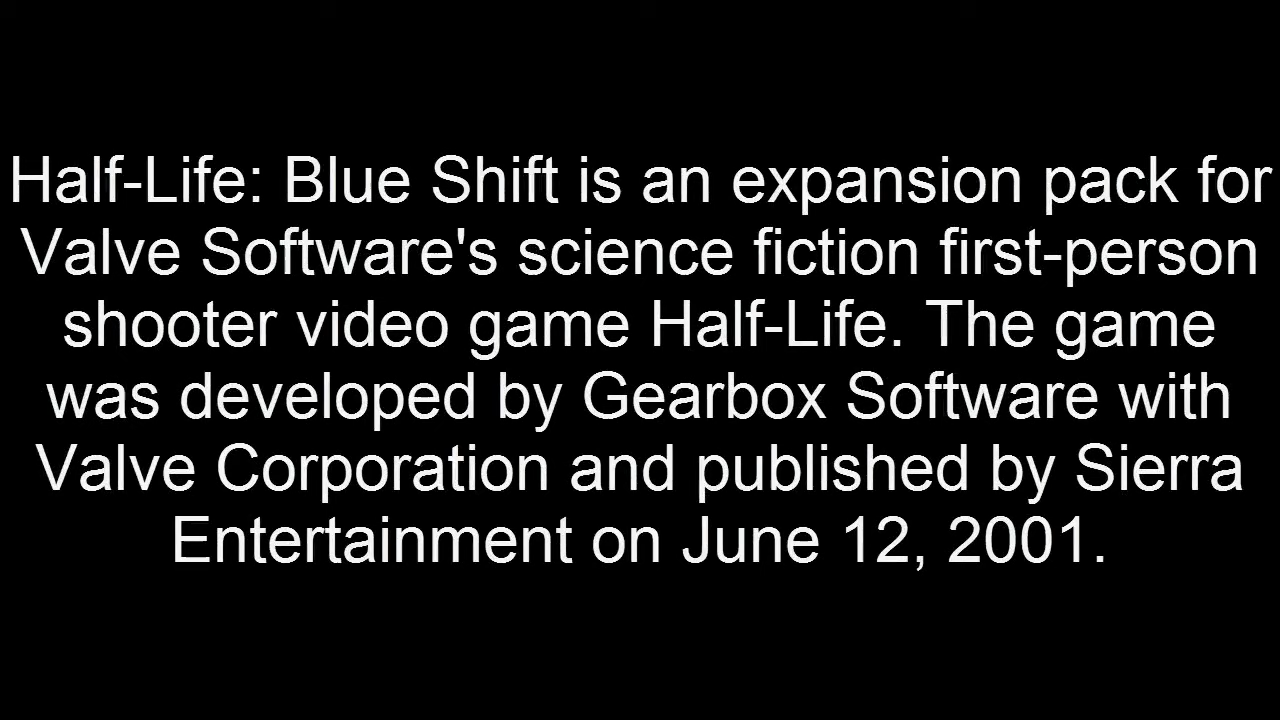 Half-Life: Blue Shift is an expansion pack for
Valve Software's science fiction first-person
shooter video game Half-Life. The game
was developed by Gearbox Software with
Valve Corporation and published by Sierra
Entertainment on June 12, 2001.